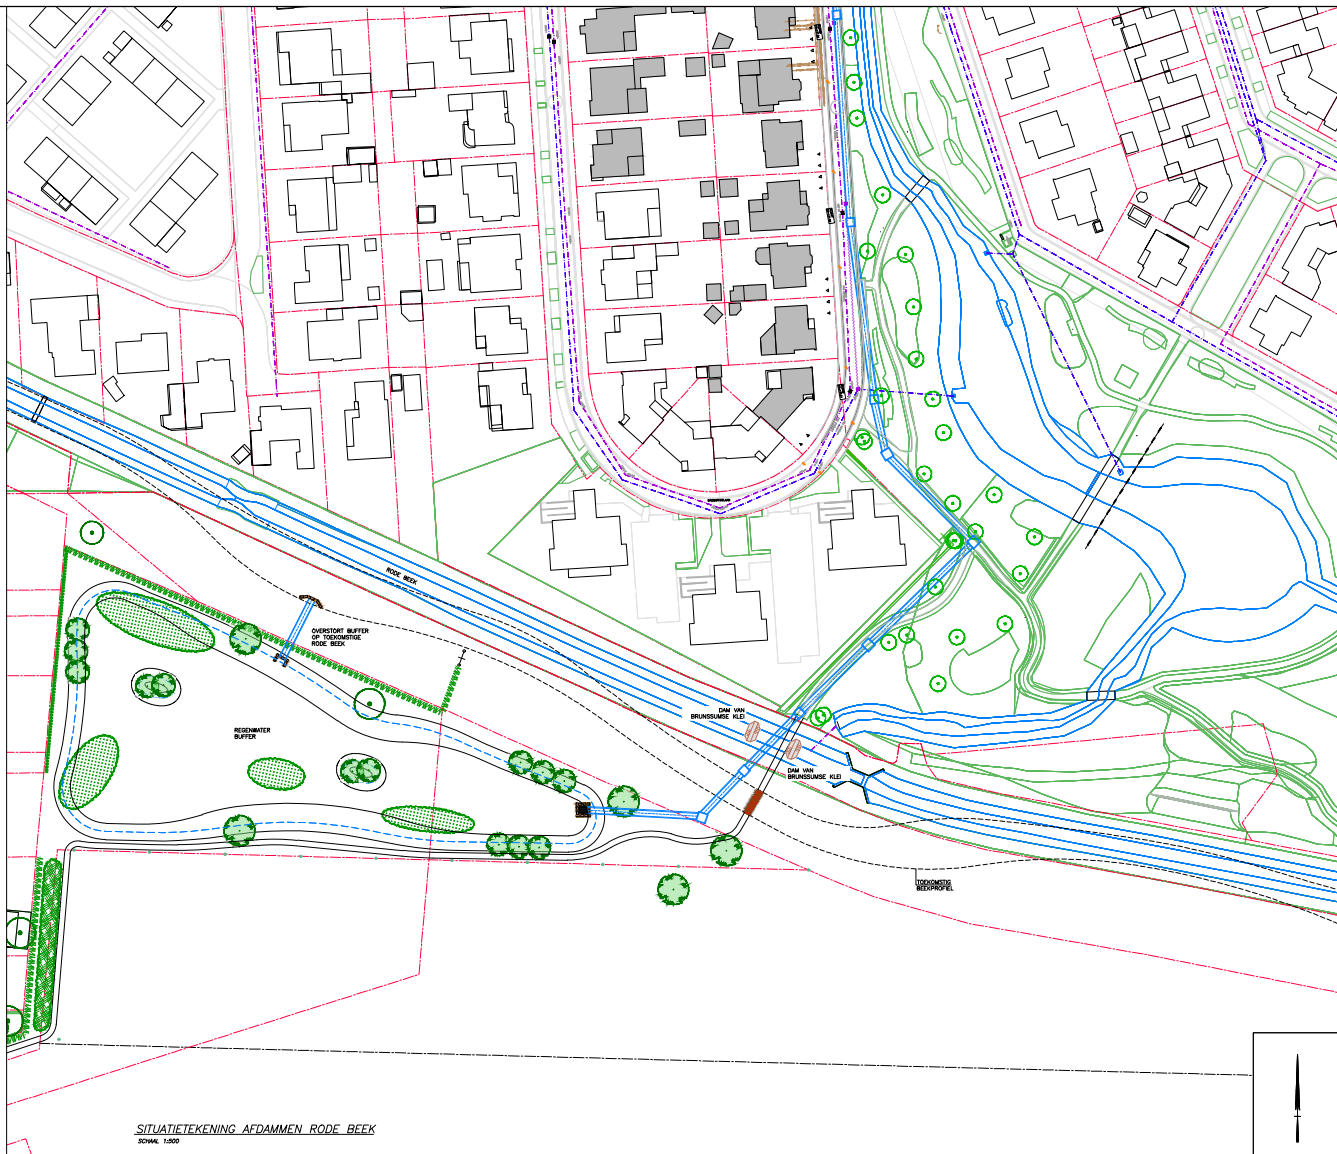 RODE BEEK
OVERSTORT BUFFER
OP TOEKOMSTIGE
RODE BEEK
REGENWATER
BUFFER
DAM VAN
BRUNSSUMSE KLEI
DAM VAN
BRUNSSUMSE KLEI
TOEKOMSTIG
BEEKPROFIEL
SITUATIETEKENING AFDAMMEN RODE BEEK
SCHAAL 1:500